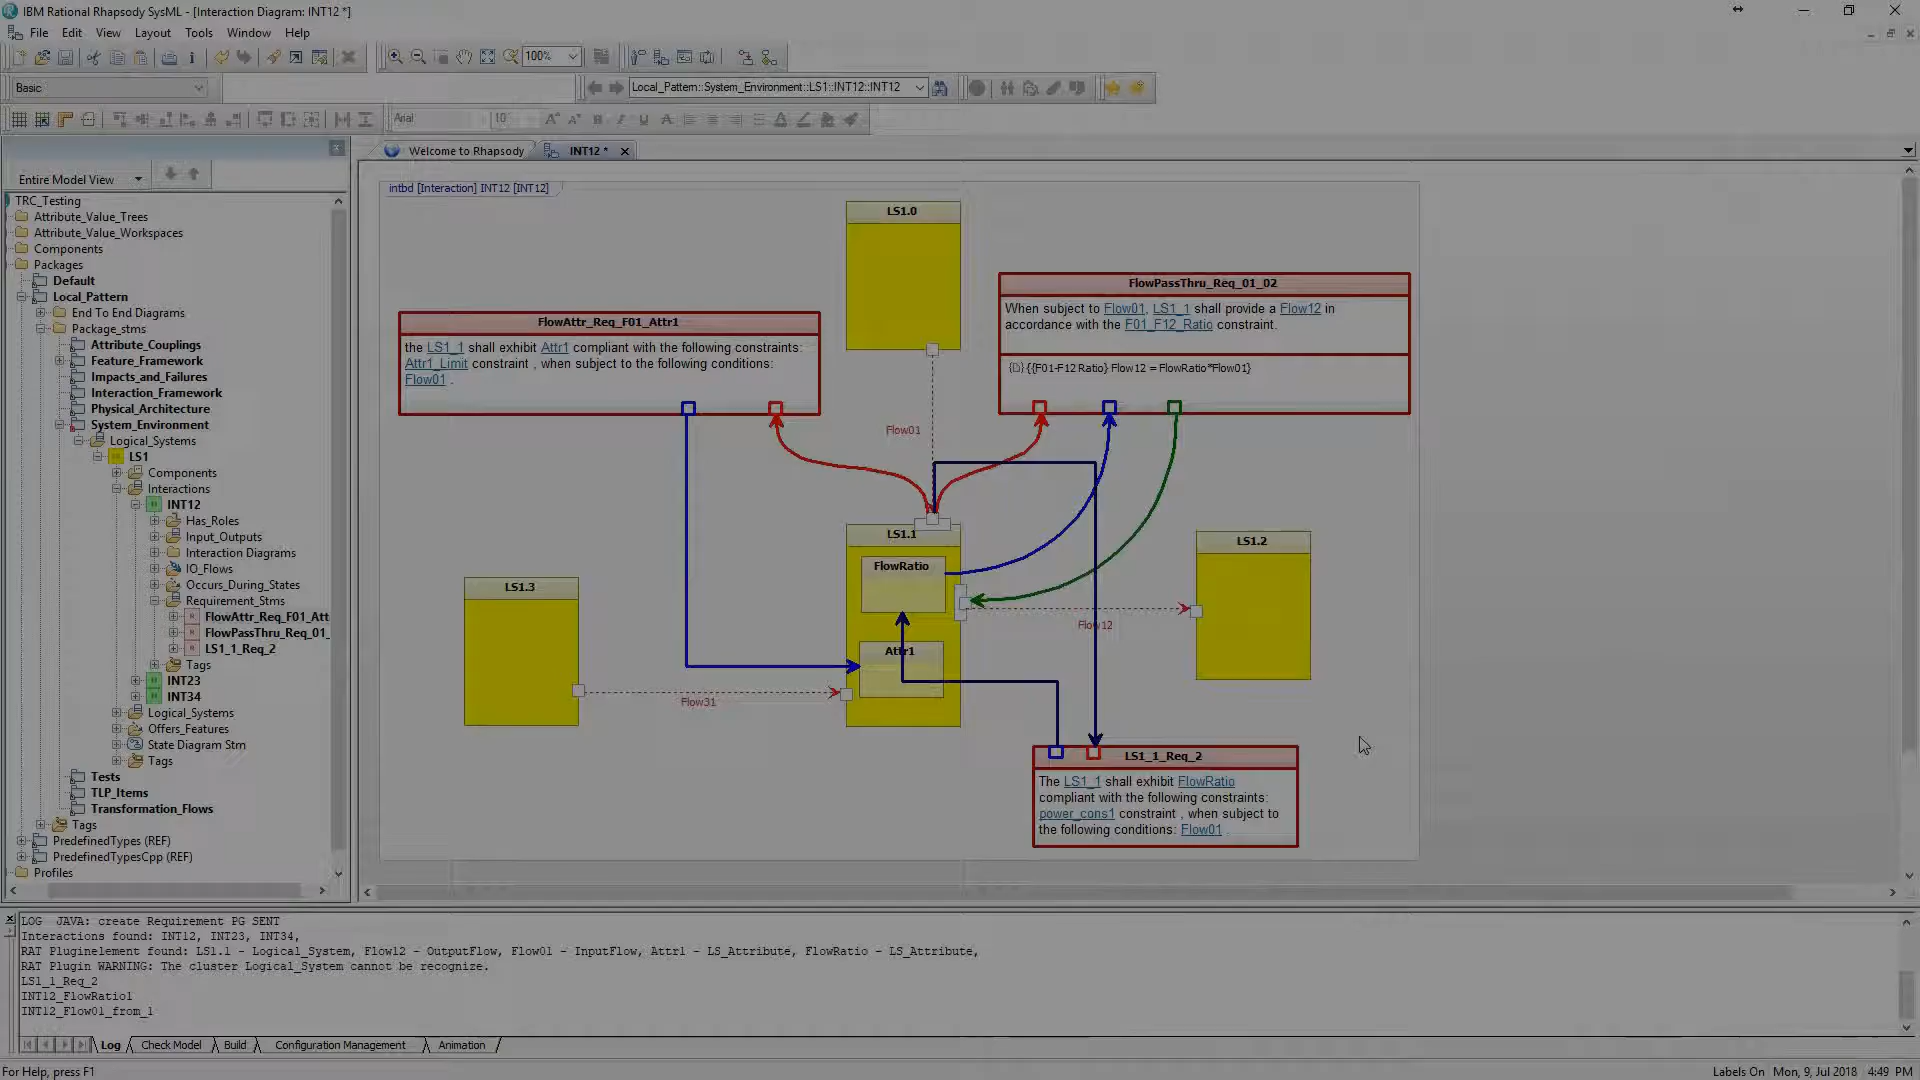 IBM Rational Rhapsody SysML - [Interaction Diagram: INT12 *]
File Edit View Layout Tools Window Help
100%
Basic
Local_Pattern::System_Environment::LS1::INT12::INT12
Arial 10
Welcome to Rhapsody
INT12 *
Entire Model View
TRC_Testing
Attribute_Value_Trees
Attribute_Value_Workspaces
Components
Packages
Default
Local_Pattern
End To End Diagrams
Package_stms
Attribute_Couplings
Feature_Framework
Impacts_and_Failures
Interaction_Framework
Physical_Architecture
System_Environment
Logical_Systems
LS1
Components
Interactions
INT12
Has_Roles
Input_Outputs
Interaction Diagrams
IO_Flows
Occurs_During_States
Requirement_Stms
FlowAttr_Req_F01_Att
FlowPassThru_Req_01_
LS1_1_Req_2
Tags
INT23
INT34
Logical_Systems
Offers_Features
State Diagram Stm
Tags
Tests
TLP_Items
Transformation_Flows
Tags
PredefinedTypes (REF)
PredefinedTypesCpp (REF)
Profiles
intbd [Interaction] INT12 [INT12]
LS1.0
FlowAttr_Req_F01_Attr1
the LS1_1 shall exhibit Attr1 compliant with the following constraints:
Attr1_Limit constraint , when subject to the following conditions:
Flow01 .
FlowPassThru_Req_01_02
When subject to Flow01, LS1_1 shall provide a Flow12 in
accordance with the F01_F12_Ratio constraint.
{{F01-F12 Ratio} Flow12 = FlowRatio*Flow01}
Flow01
LS1.1
FlowRatio
Attr1
LS1.2
Flow12
LS1.3
Flow31
LS1_1_Req_2
The LS1_1 shall exhibit FlowRatio
compliant with the following constraints:
power_cons1 constraint , when subject to
the following conditions: Flow01 .
LOG JAVA: create Requirement PG SENT
Interactions found: INT12, INT23, INT34,
RAT Pluginelement found: LS1.1 - Logical_System, Flow12 - OutputFlow, Flow01 - InputFlow, Attr1 - LS_Attribute, FlowRatio - LS_Attribute,
RAT Plugin WARNING: The cluster Logical_System cannot be recognize.
LS1_1_Req_2
INT12_FlowRatio1
INT12_Flow01_from_1
Log Check Model Build Configuration Management Animation
For Help, press F1
Labels On Mon, 9, Jul 2018 4:49 PM